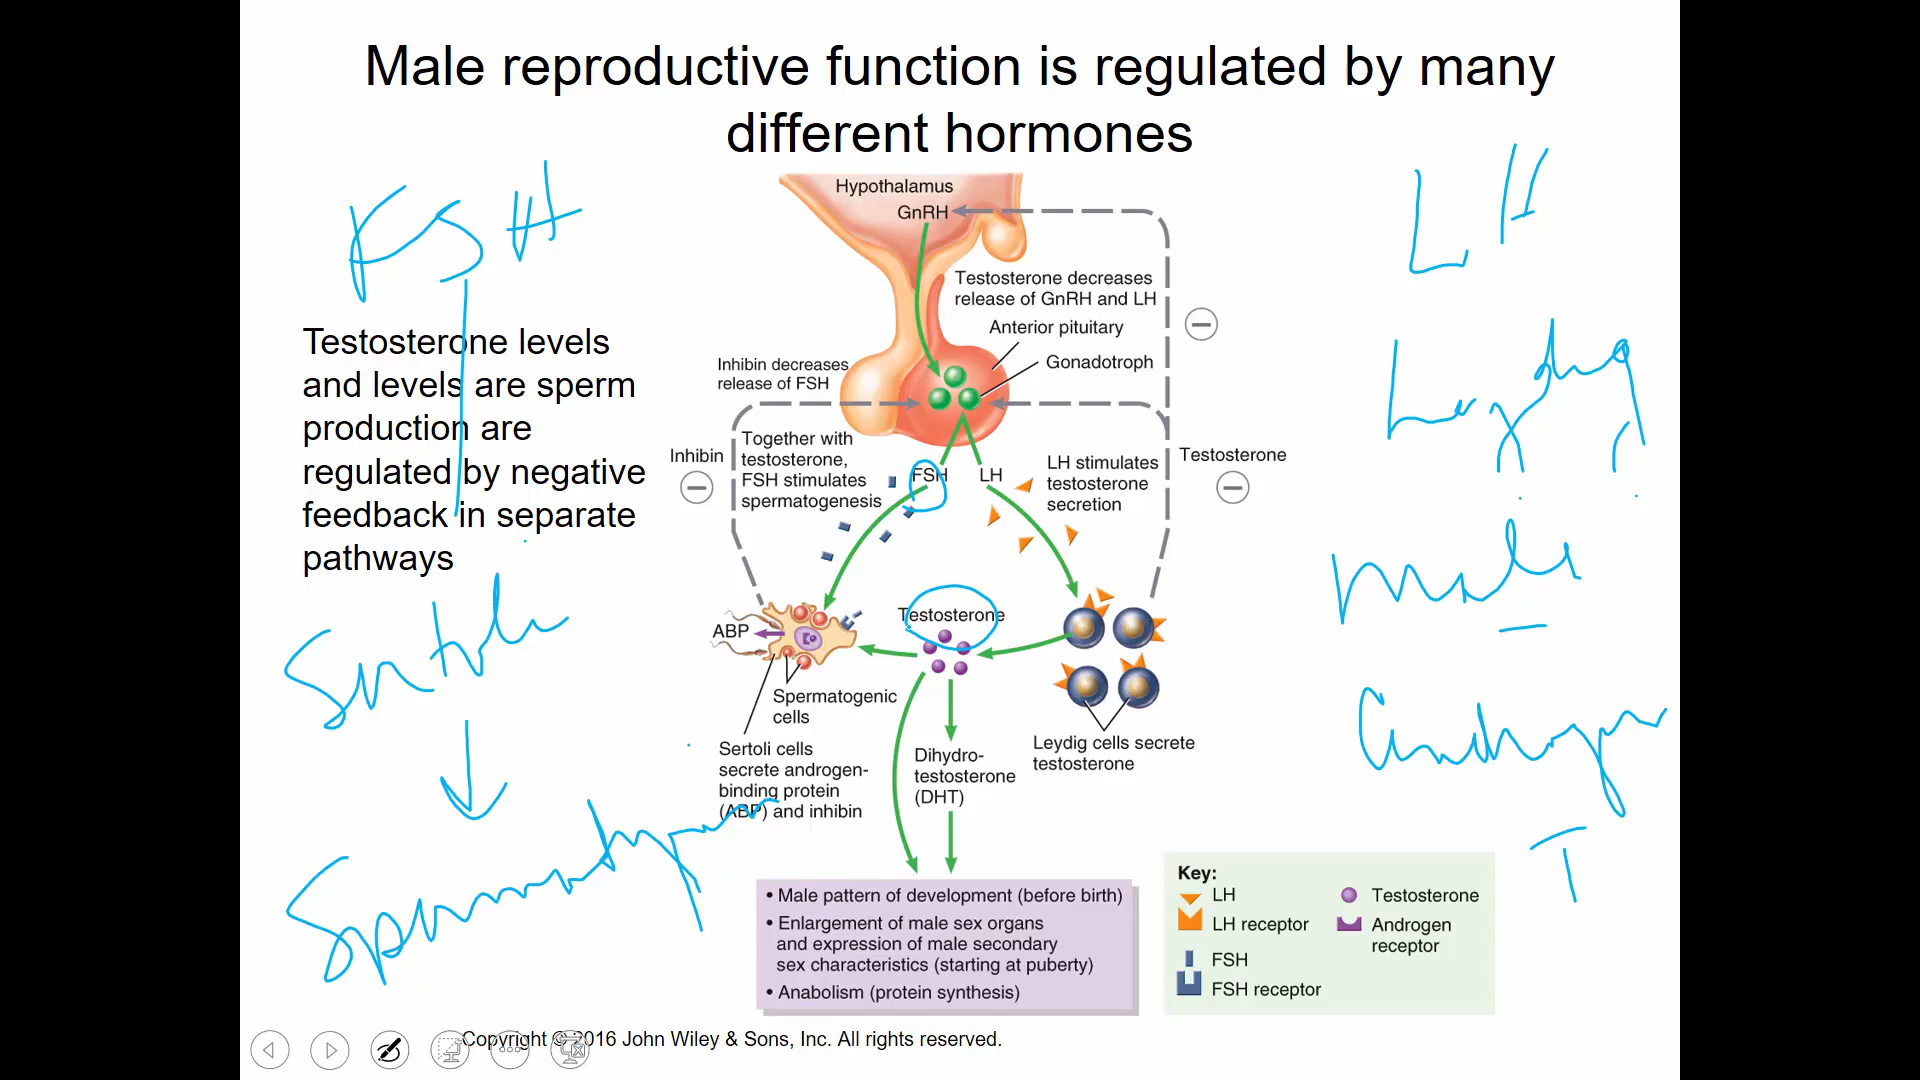 Male reproductive function is regulated by many
different hormones
FSH
LH
Hypothalamus
GnRH
Testosterone decreases
release of GnRH and LH
Anterior pituitary
Gonadotroph
Inhibin decreases
release of FSH
Testosterone levels
and levels are sperm
production are
regulated by negative
feedback in separate
pathways
Inhibin
Together with
testosterone,
FSH stimulates
spermatogenesis
FSH
LH
LH stimulates
testosterone
secretion
Testosterone
ABP
Testosterone
Spermatogenic
cells
Sertoli cells
secrete androgen-
binding protein
(ABP) and inhibin
Dihydro-
testosterone
(DHT)
Leydig cells secrete
testosterone
T
• Male pattern of development (before birth)
• Enlargement of male sex organs
and expression of male secondary
sex characteristics (starting at puberty)
• Anabolism (protein synthesis)
Key:
LH
LH receptor
FSH
FSH receptor
Testosterone
Androgen
receptor
Copyright © 2016 John Wiley & Sons, Inc. All rights reserved.